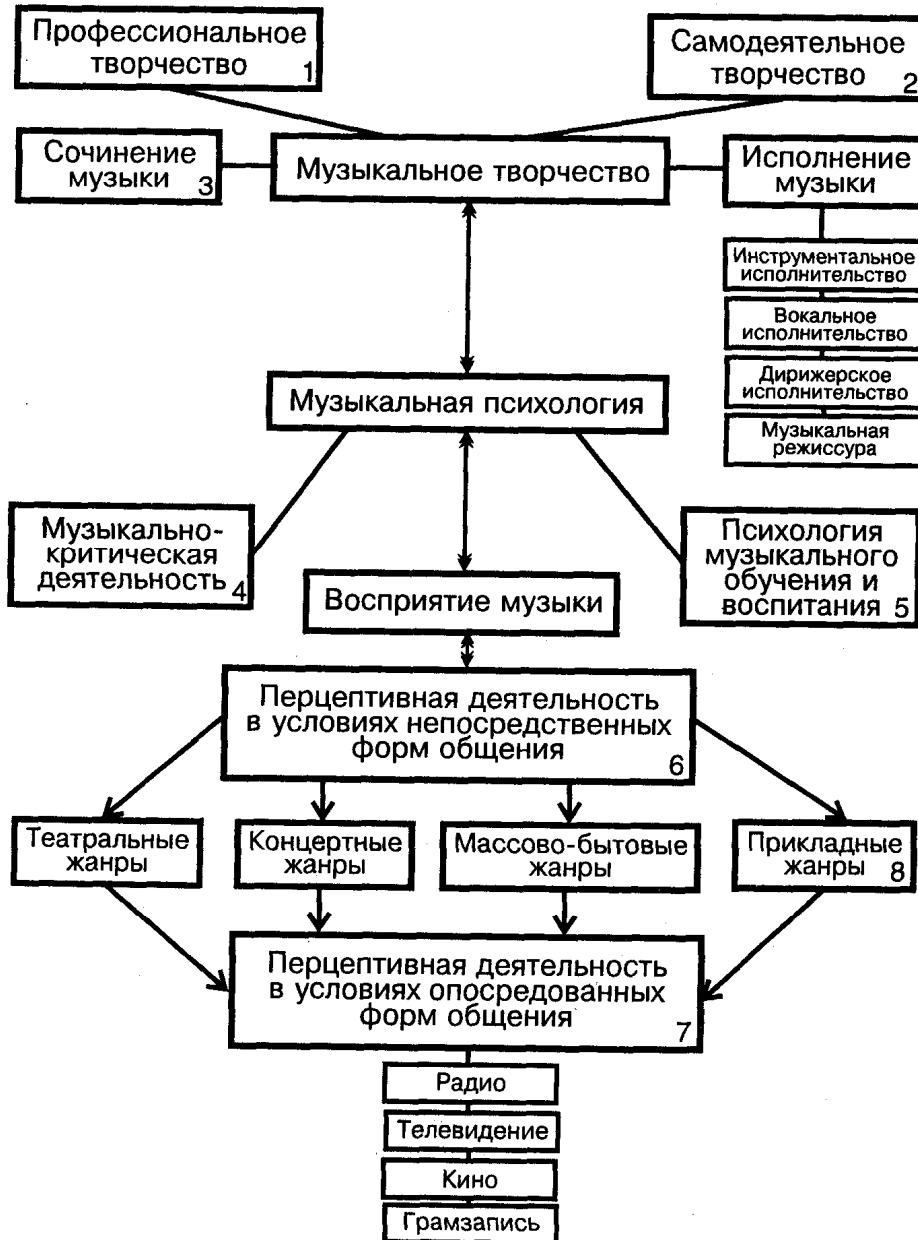 Профессиональное
творчество 1
Самодеятельное
творчество 2
Сочинение
музыки 3
Музыкальное творчество
Исполнение
музыки
Инструментальное
исполнительство
Вокальное
исполнительство
Дирижерское
исполнительство
Музыкальная
режиссура
Музыкальная психология
Музыкально-
критическая
деятельность 4
Психология
музыкального
обучения и
воспитания 5
Восприятие музыки
Перцептивная деятельность
в условиях непосредственных
форм общения 6
Театральные
жанры
Концертные
жанры
Массово-бытовые
жанры
Прикладные
жанры 8
Перцептивная деятельность
в условиях опосредованных
форм общения 7
Радио
Телевидение
Кино
Грамзапись